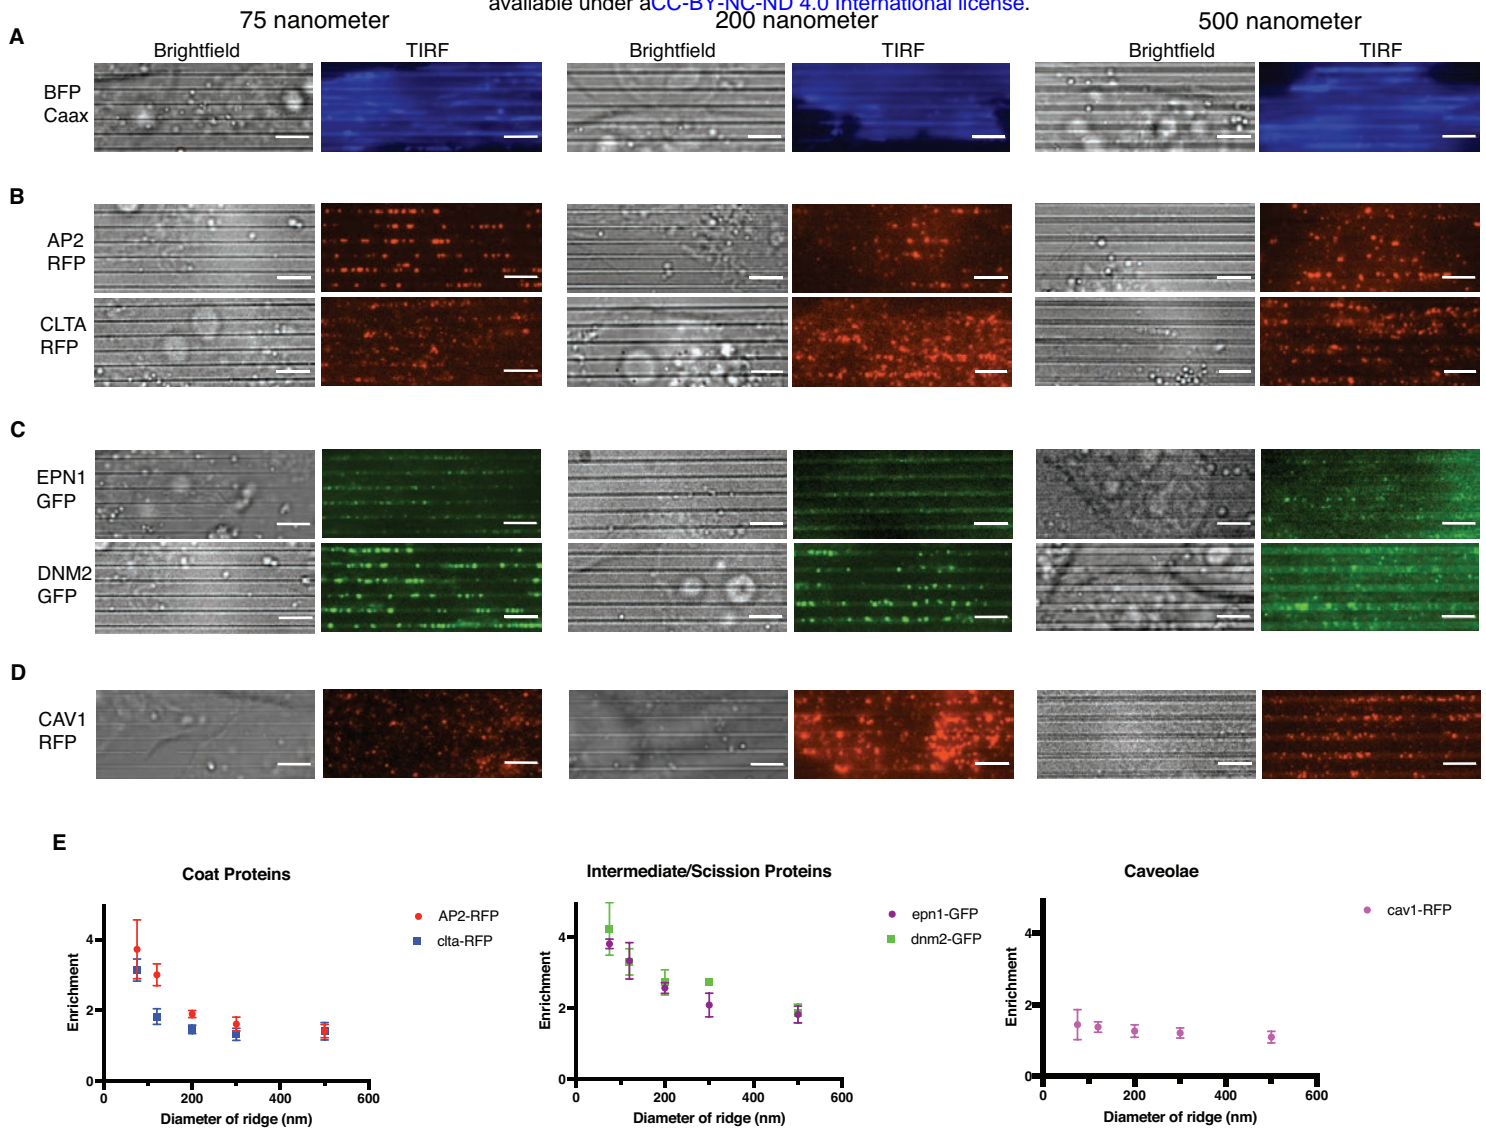 available under aCC-BY-NC-ND 4.0 International license.
75 nanometer 200 nanometer 500 nanometer
A
Brightfield TIRF Brightfield TIRF Brightfield TIRF
BFP
Caax
B
AP2
RFP
CLTA
RFP
C
EPN1
GFP
DNM2
GFP
D
CAV1
RFP
E
Coat Proteins
Enrichment
4
2
0
0 200 400 600
Diameter of ridge (nm)
AP2-RFP
clta-RFP
Intermediate/Scission Proteins
Enrichment
4
2
0
0 200 400 600
Diameter of ridge (nm)
epn1-GFP
dnm2-GFP
Caveolae
Enrichment
4
2
0
0 200 400 600
Diameter of ridge (nm)
cav1-RFP